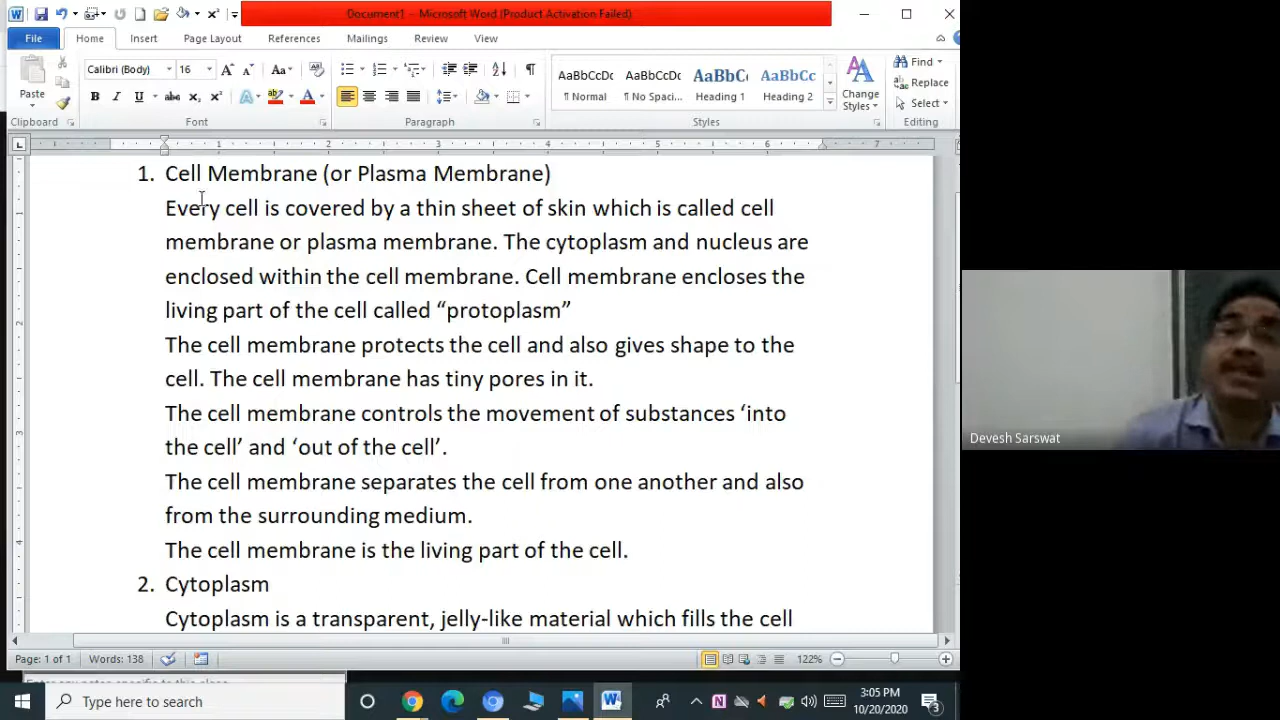 Document1 - Microsoft Word (Product Activation Failed)
File Home Insert Page Layout References Mailings Review View
Paste
Calibri (Body) 16
AaBbCcDc AaBbCcDc AaBbCc AaBbCc
¶ Normal ¶ No Spaci... Heading 1 Heading 2
Change Styles
Find
Replace
Select
Clipboard Font Paragraph Styles Editing
1 1 2 3 4 5 6 7
1. Cell Membrane (or Plasma Membrane)
Every cell is covered by a thin sheet of skin which is called cell
membrane or plasma membrane. The cytoplasm and nucleus are
enclosed within the cell membrane. Cell membrane encloses the
living part of the cell called “protoplasm”
The cell membrane protects the cell and also gives shape to the
cell. The cell membrane has tiny pores in it.
The cell membrane controls the movement of substances ‘into
the cell’ and ‘out of the cell’.
The cell membrane separates the cell from one another and also
from the surrounding medium.
The cell membrane is the living part of the cell.
2. Cytoplasm
Cytoplasm is a transparent, jelly-like material which fills the cell
Devesh Sarswat
Page: 1 of 1 Words: 138 122%
Type here to search
3:05 PM
10/20/2020
3